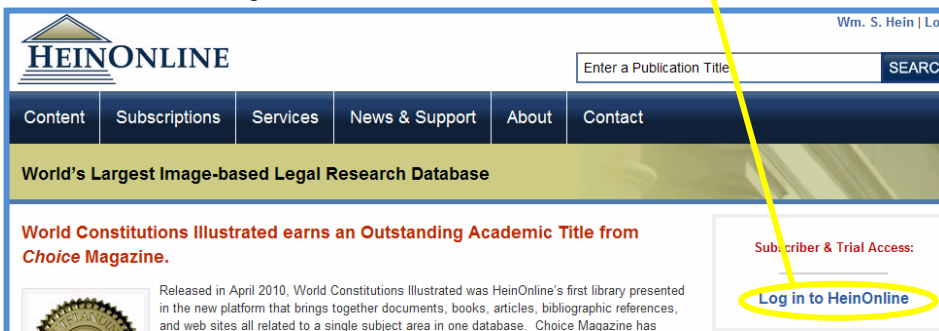 Wm. S. Hein | Lo
HEINONLINE
Enter a Publication Title
SEARC
Content Subscriptions Services News & Support About Contact
World's Largest Image-based Legal Research Database
World Constitutions Illustrated earns an Outstanding Academic Title from
Choice Magazine.
Subscriber & Trial Access:
Log in to HeinOnline
Released in April 2010, World Constitutions Illustrated was HeinOnline's first library presented
in the new platform that brings together documents, books, articles, bibliographic references,
and web sites all related to a single subject area in one database. Choice Magazine has